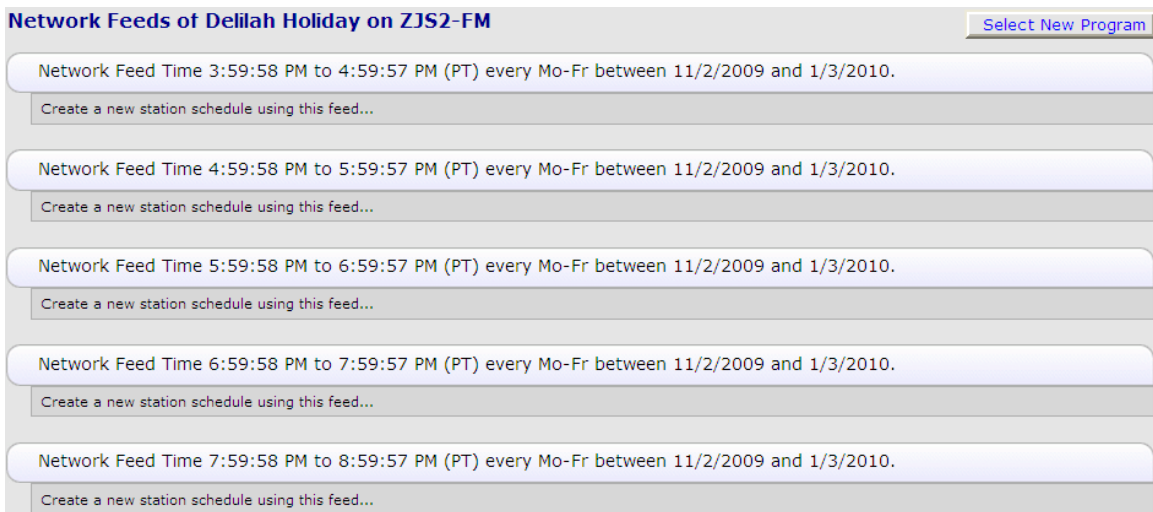 Network Feeds of Delilah Holiday on ZJS2-FM
Select New Program
Network Feed Time 3:59:58 PM to 4:59:57 PM (PT) every Mo-Fr between 11/2/2009 and 1/3/2010.
Create a new station schedule using this feed...
Network Feed Time 4:59:58 PM to 5:59:57 PM (PT) every Mo-Fr between 11/2/2009 and 1/3/2010.
Create a new station schedule using this feed...
Network Feed Time 5:59:58 PM to 6:59:57 PM (PT) every Mo-Fr between 11/2/2009 and 1/3/2010.
Create a new station schedule using this feed...
Network Feed Time 6:59:58 PM to 7:59:57 PM (PT) every Mo-Fr between 11/2/2009 and 1/3/2010.
Create a new station schedule using this feed...
Network Feed Time 7:59:58 PM to 8:59:57 PM (PT) every Mo-Fr between 11/2/2009 and 1/3/2010.
Create a new station schedule using this feed...